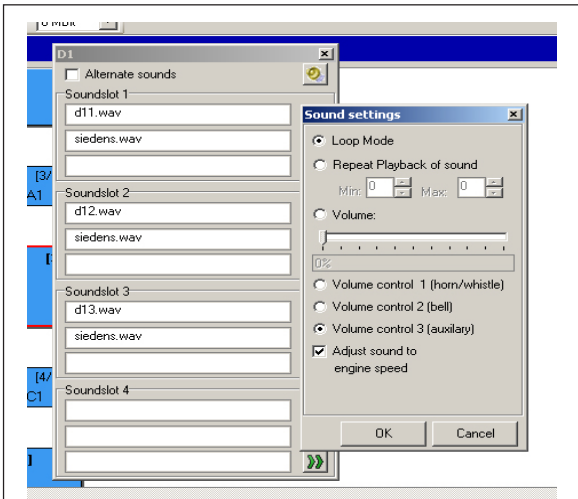 8 MBit
D1
Alternate sounds
Soundslot 1
d11.wav
siedens.wav
Soundslot 2
d12.wav
siedens.wav
Soundslot 3
d13.wav
siedens.wav
Soundslot 4
[3/
A1
[4/
C1
]
Sound settings
Loop Mode
Repeat Playback of sound
Min: 0 Max: 0
Volume:
0%
Volume control 1 (horn/whistle)
Volume control 2 (bell)
Volume control 3 (auxilary)
Adjust sound to
engine speed
OK Cancel